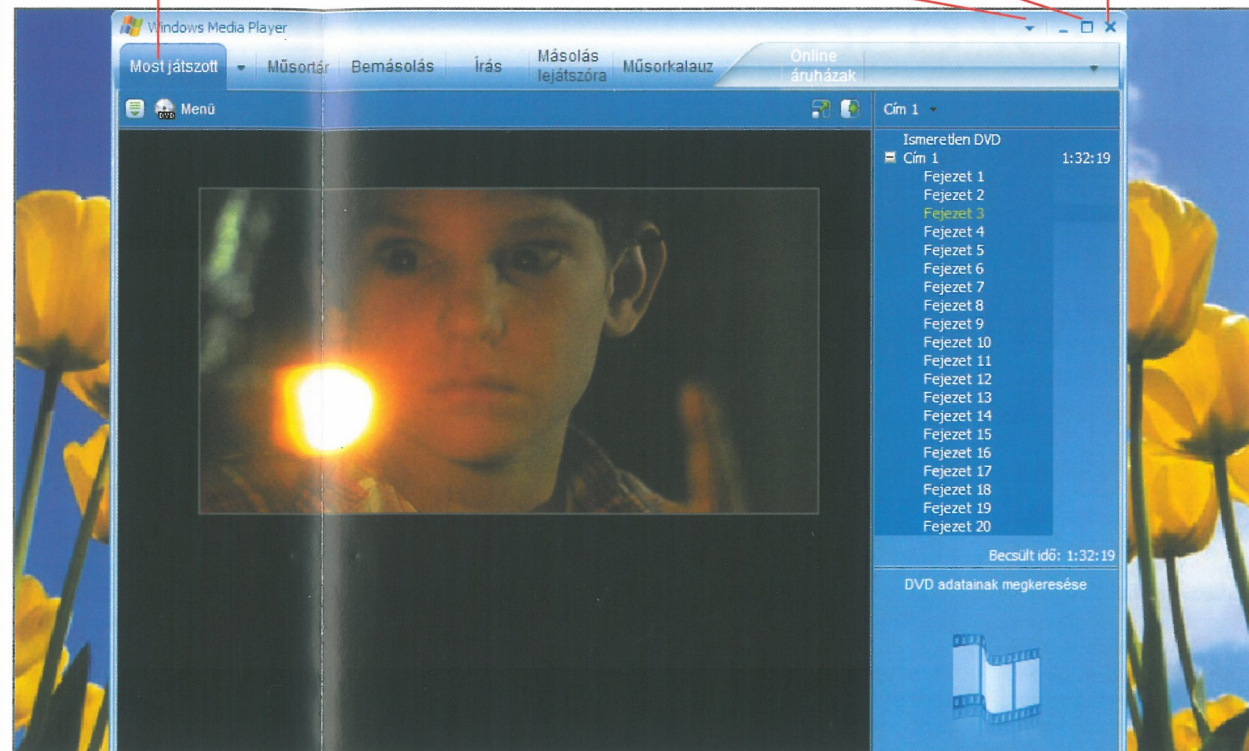 Windows Media Player
Most játszott Műsortár Bemásolás Írás Másolás lejátszóra Műsorkalauz Online áruházak
Menü
Cím 1
Ismeretlen DVD
Cím 1 1:32:19
Fejezet 1
Fejezet 2
Fejezet 3
Fejezet 4
Fejezet 5
Fejezet 6
Fejezet 7
Fejezet 8
Fejezet 9
Fejezet 10
Fejezet 11
Fejezet 12
Fejezet 13
Fejezet 14
Fejezet 15
Fejezet 16
Fejezet 17
Fejezet 18
Fejezet 19
Fejezet 20
Becsült idő: 1:32:19
DVD adatainak megkeresése